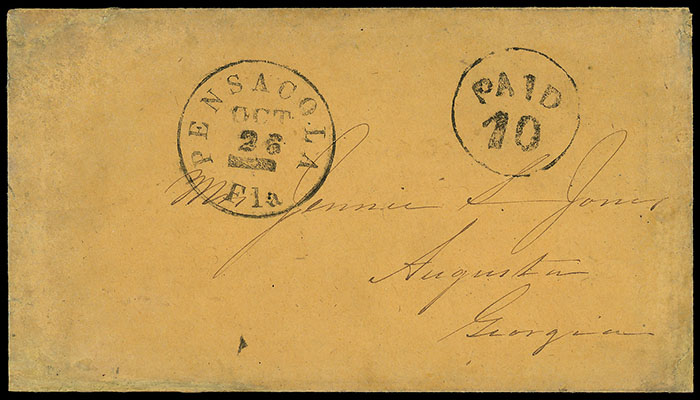 PENSACOLA
OCT
26
Fla
PAID
10
Mrs Jennie S. Jones
Augusta
Georgia